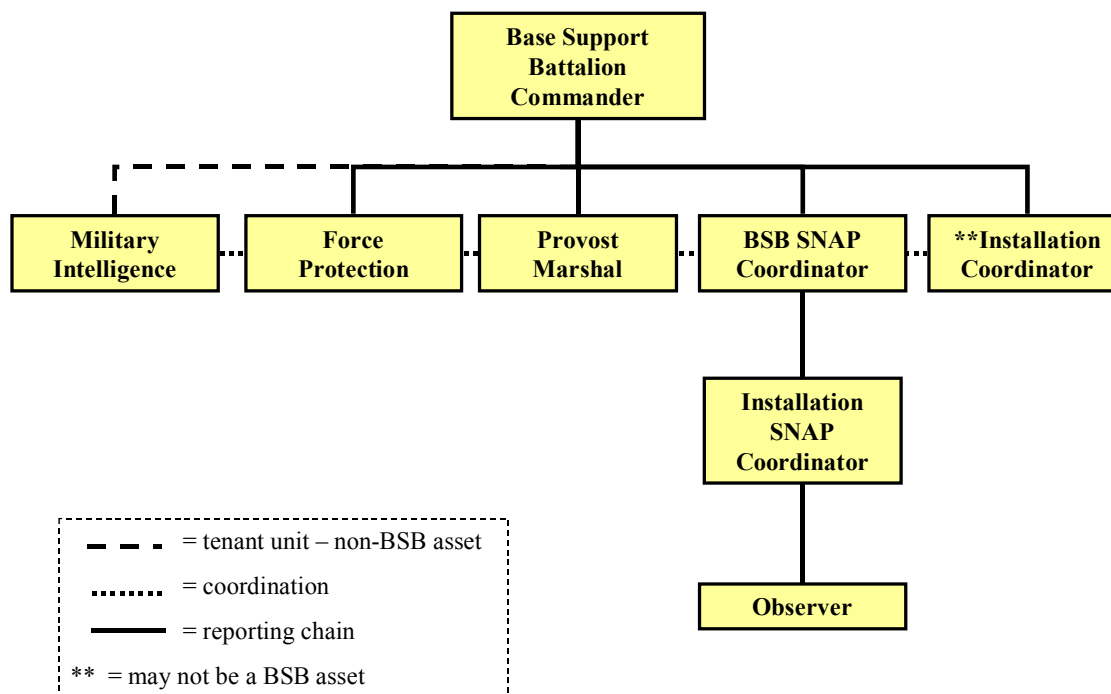 Base Support
Battalion
Commander
Military
Intelligence
Force
Protection
Provost
Marshal
BSB SNAP
Coordinator
**Installation
Coordinator
Installation
SNAP
Coordinator
Observer
= tenant unit – non-BSB asset
= coordination
= reporting chain
** = may not be a BSB asset